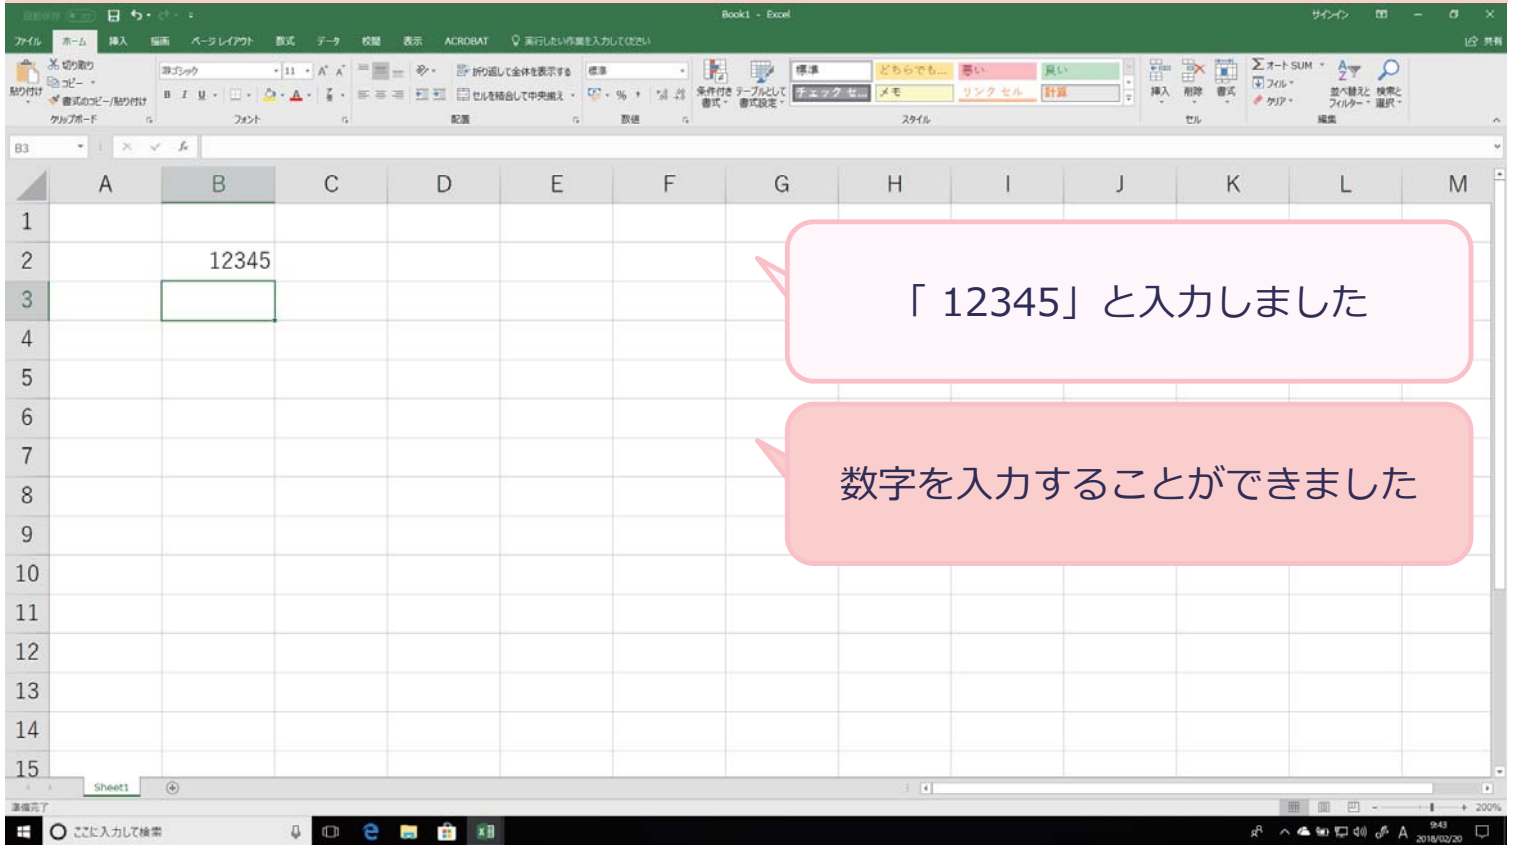 Book1 - Excel
サインイン
ファイル ホーム 挿入 描画 ページ レイアウト 数式 データ 校閲 表示 ACROBAT 実行したい作業を入力してください 共有
切り取り
コピー
書式のコピー/貼り付け
貼り付け
クリップボード
游ゴシック 11
B I U
フォント
折り返して全体を表示する
セルを結合して中央揃え
配置
標準
%
数値
条件付き書式
テーブルとして書式設定
標準 どちらでも... 悪い 良い
チェック セ... メモ リンク セル 計算
スタイル
挿入 削除 書式
セル
Σ オート SUM
フィル
クリア
並べ替えと フィルター
検索と 選択
編集
B3 fx
A B C D E F G H I J K L M
1
2 12345
3
4
5
6
7
8
9
10
11
12
13
14
15
「 12345」と入力しました
数字を入力することができました
Sheet1
準備完了
200%
ここに入力して検索
A
9:43
2018/02/20